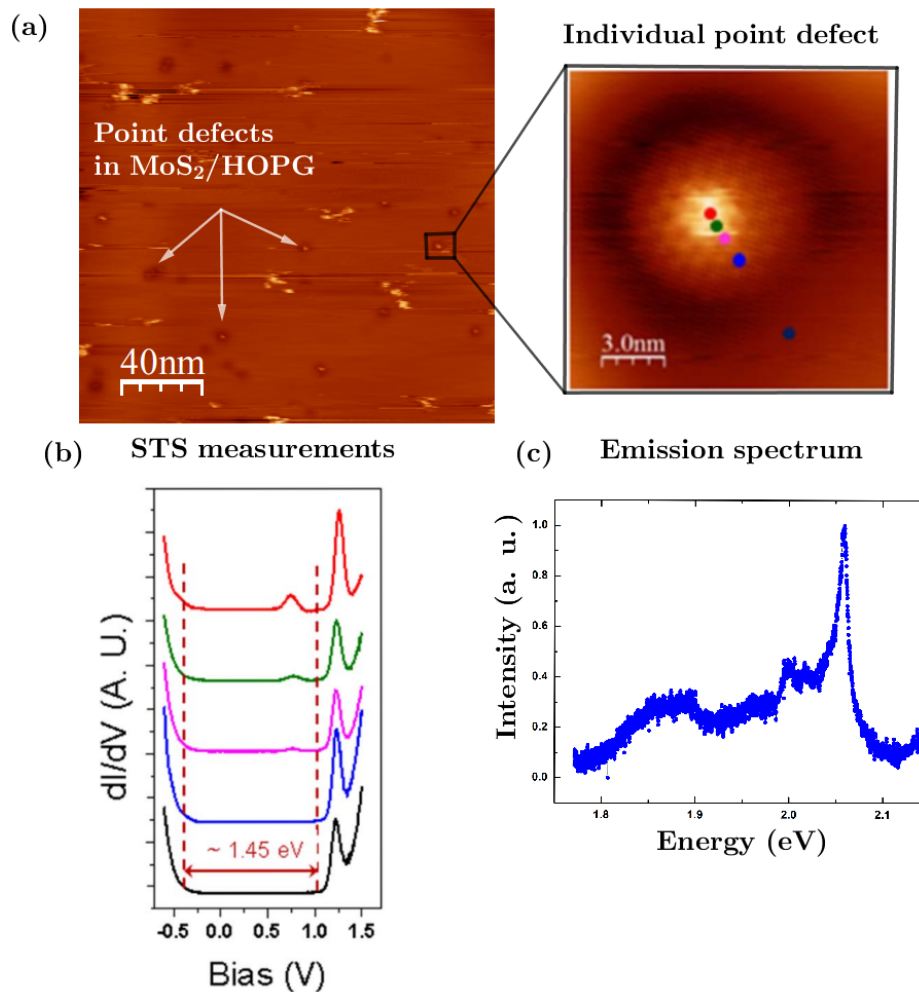 (a)
Individual point defect
Point defects
in MoS₂/HOPG
40nm
3.0nm
(b) STS measurements
(c) Emission spectrum
dI/dV (A. U.)
~ 1.45 eV
-0.5 0.0 0.5 1.0 1.5
Bias (V)
Intensity (a. u.)
1.0
0.8
0.6
0.4
0.2
0.0
1.8 1.9 2.0 2.1
Energy (eV)